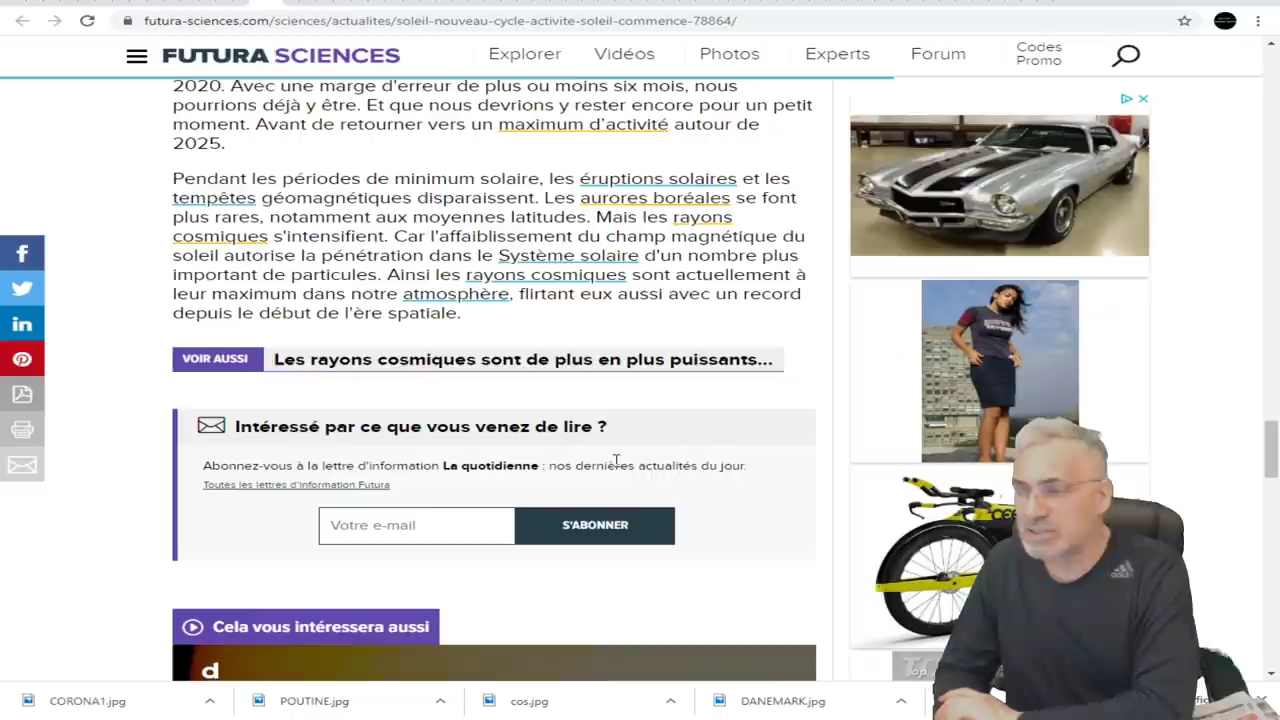 futura-sciences.com/sciences/actualites/soleil-nouveau-cycle-activite-soleil-commence-78864/
FUTURA SCIENCES
Explorer
Vidéos
Photos
Experts
Forum
Codes
Promo
2020. Avec une marge d'erreur de plus ou moins six mois, nous
pourrions déjà y être. Et que nous devrions y rester encore pour un petit
moment. Avant de retourner vers un maximum d'activité autour de
2025.
Pendant les périodes de minimum solaire, les éruptions solaires et les
tempêtes géomagnétiques disparaissent. Les aurores boréales se font
plus rares, notamment aux moyennes latitudes. Mais les rayons
cosmiques s'intensifient. Car l'affaiblissement du champ magnétique du
soleil autorise la pénétration dans le Système solaire d'un nombre plus
important de particules. Ainsi les rayons cosmiques sont actuellement à
leur maximum dans notre atmosphère, flirtant eux aussi avec un record
depuis le début de l'ère spatiale.
VOIR AUSSI
Les rayons cosmiques sont de plus en plus puissants...
Intéressé par ce que vous venez de lire ?
Abonnez-vous à la lettre d'information La quotidienne : nos dernières actualités du jour.
Toutes les lettres d'information Futura
Votre e-mail
S'ABONNER
Cela vous intéressera aussi
d
CORONA1.jpg
POUTINE.jpg
cos.jpg
DANEMARK.jpg